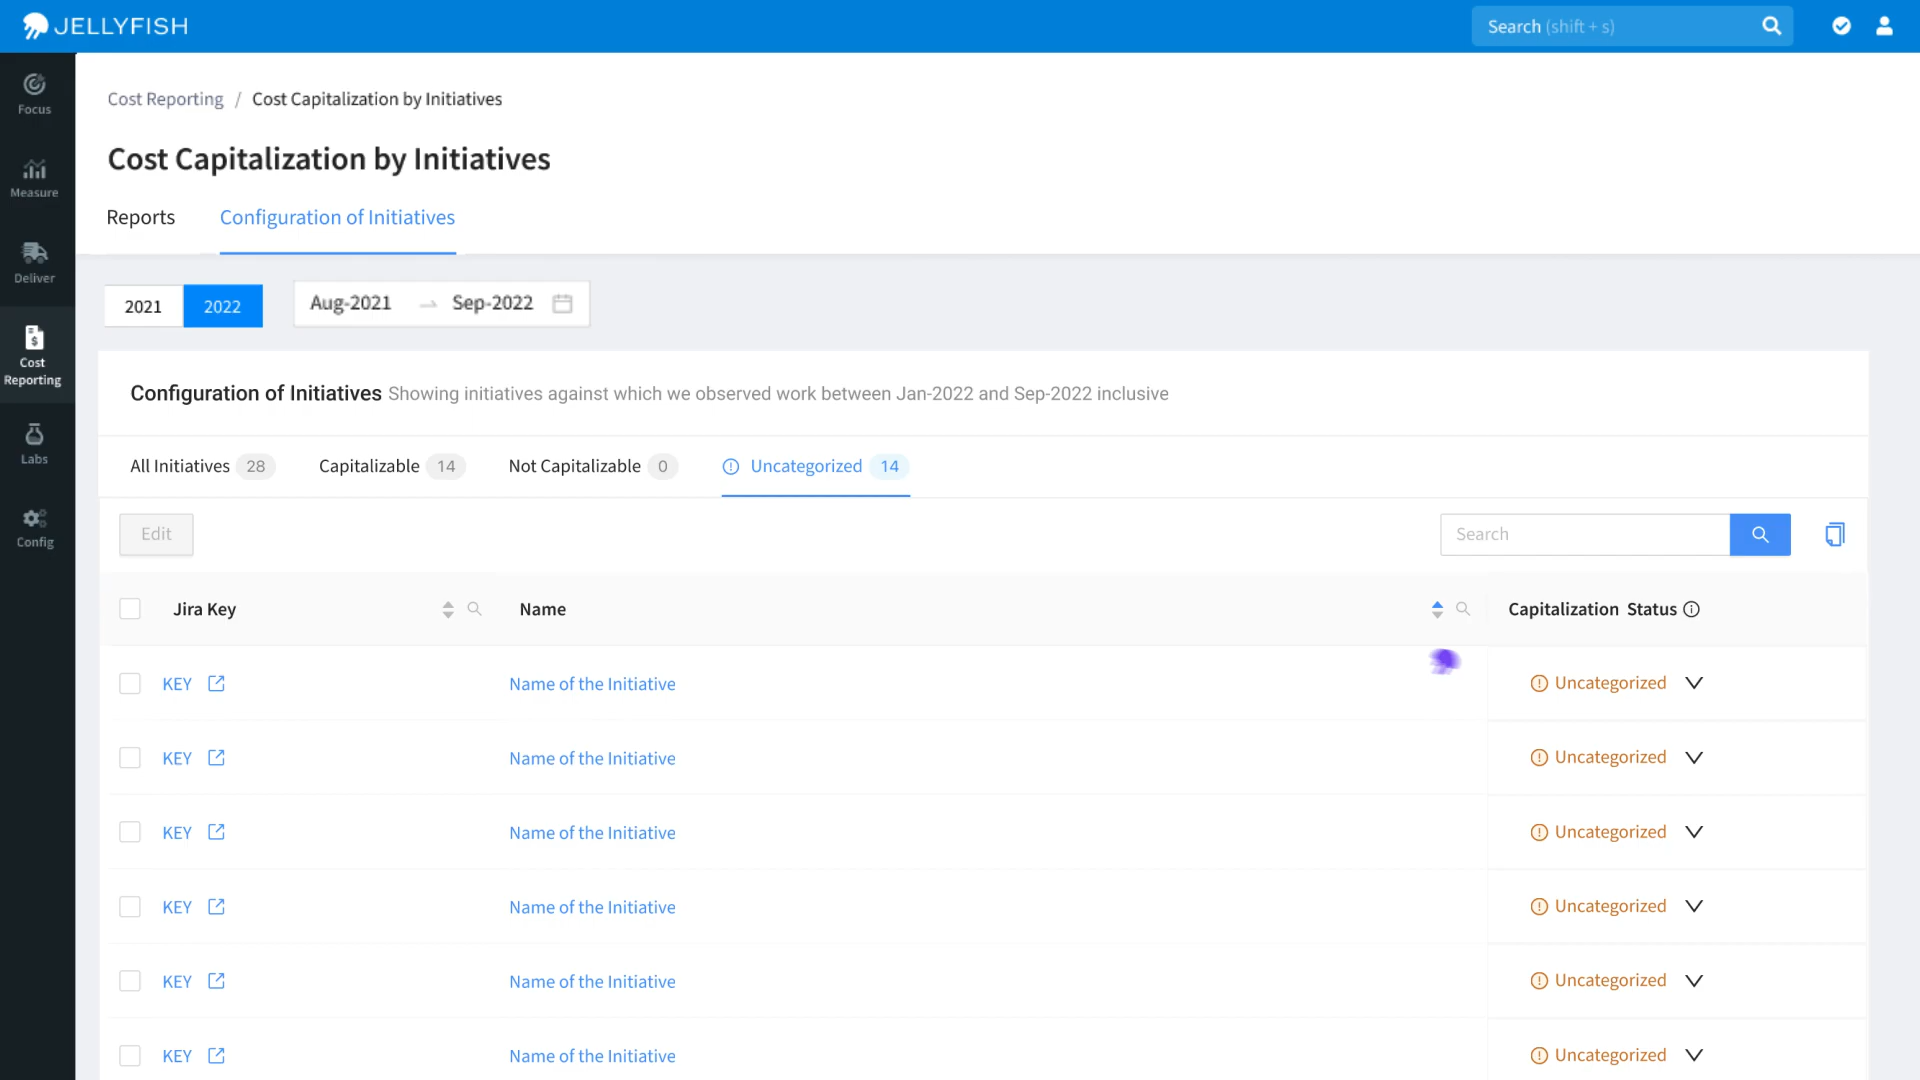 JELLYFISH
Search (shift + s)
Focus
Measure
Deliver
Cost
Reporting
Labs
Config
Cost Reporting / Cost Capitalization by Initiatives
Cost Capitalization by Initiatives
Reports Configuration of Initiatives
2021 2022 Aug-2021 → Sep-2022
Configuration of Initiatives Showing initiatives against which we observed work between Jan-2022 and Sep-2022 inclusive
All Initiatives 28 Capitalizable 14 Not Capitalizable 0 Uncategorized 14
Edit Search
Jira Key Name Capitalization Status
KEY Name of the Initiative Uncategorized
KEY Name of the Initiative Uncategorized
KEY Name of the Initiative Uncategorized
KEY Name of the Initiative Uncategorized
KEY Name of the Initiative Uncategorized
KEY Name of the Initiative Uncategorized